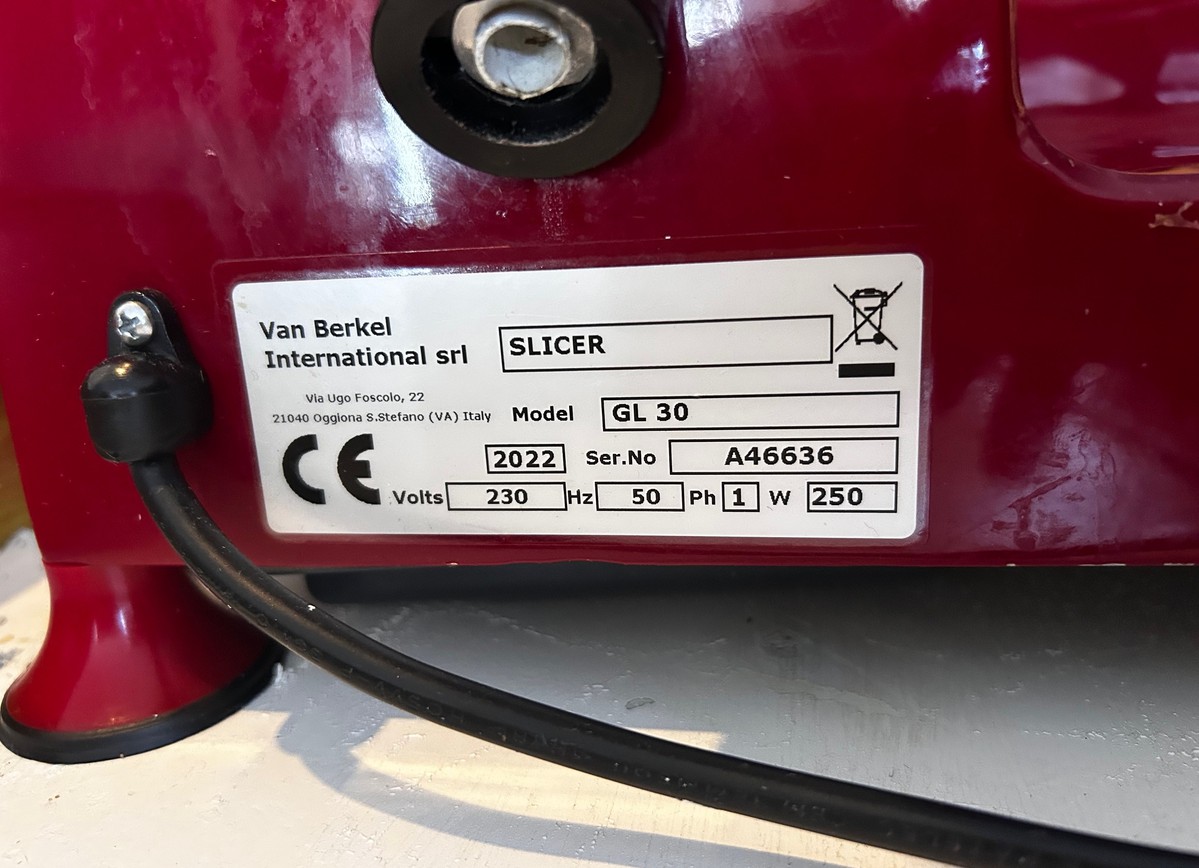 Van Berkel
International srl
SLICER
Via Ugo Foscolo, 22
21040 Oggiona S.Stefano (VA) Italy
Model GL 30
CE
2022 Ser.No A46636
Volts 230 Hz 50 Ph 1 W 250